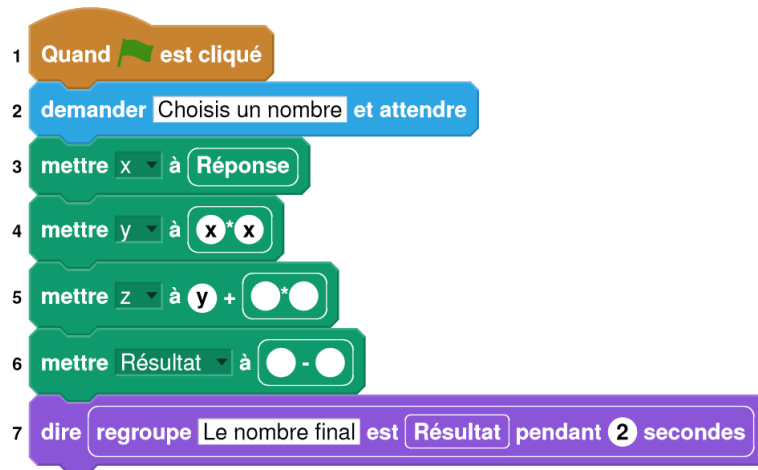 1 Quand est cliqué
2 demander Choisis un nombre et attendre
3 mettre x à Réponse
4 mettre y à x * x
5 mettre z à y + *
6 mettre Résultat à -
7 dire regroupe Le nombre final est Résultat pendant 2 secondes